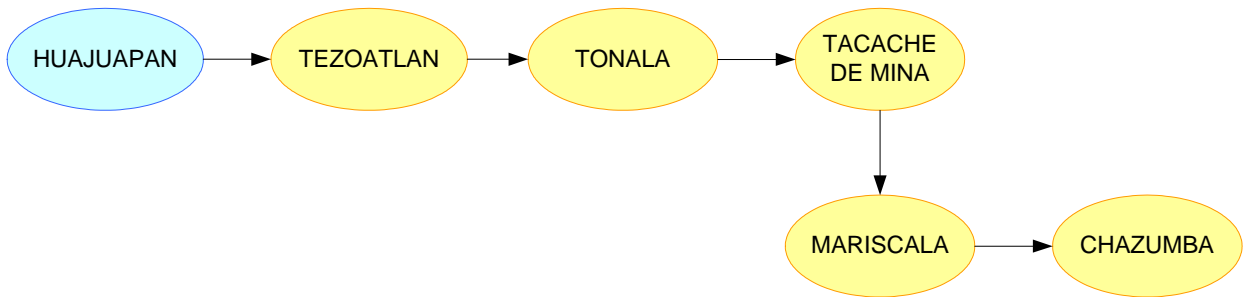 HUAJUAPAN
TEZOATLAN
TONALA
TACACHE
DE MINA
MARISCALA
CHAZUMBA